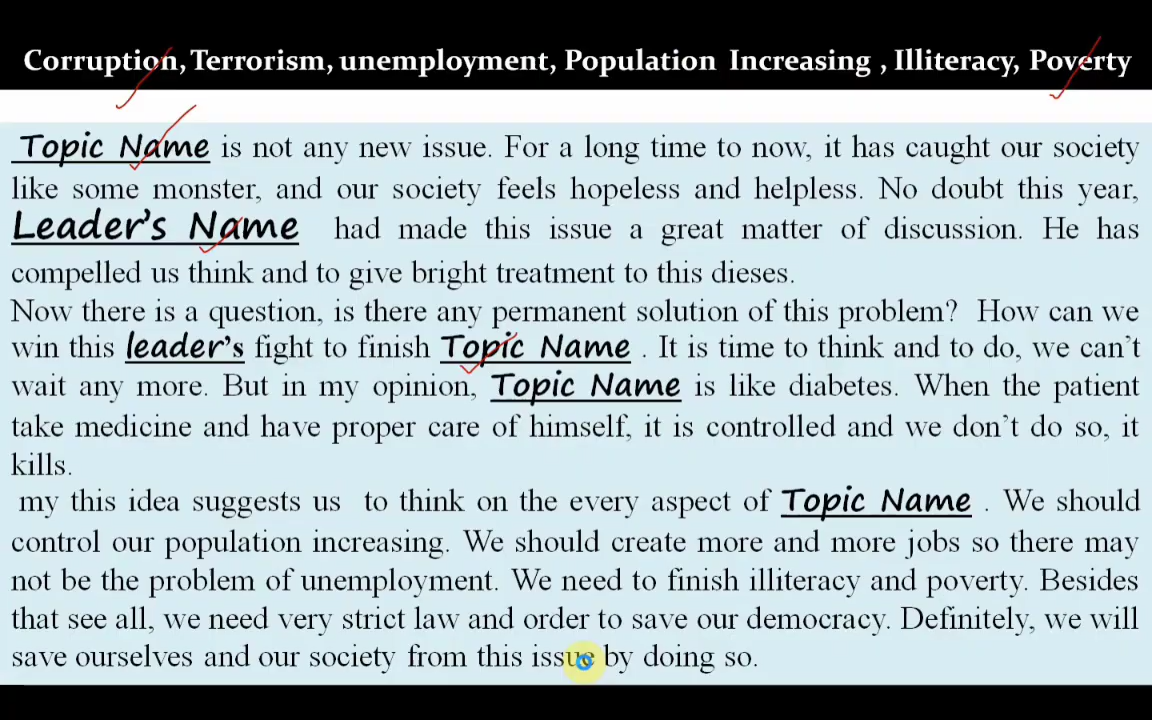 Corruption, Terrorism, unemployment, Population Increasing , Illiteracy, Poverty
Topic Name is not any new issue. For a long time to now, it has caught our society
like some monster, and our society feels hopeless and helpless. No doubt this year,
Leader's Name had made this issue a great matter of discussion. He has
compelled us think and to give bright treatment to this dieses.
Now there is a question, is there any permanent solution of this problem? How can we
win this leader's fight to finish Topic Name . It is time to think and to do, we can't
wait any more. But in my opinion, Topic Name is like diabetes. When the patient
take medicine and have proper care of himself, it is controlled and we don't do so, it
kills.
my this idea suggests us to think on the every aspect of Topic Name . We should
control our population increasing. We should create more and more jobs so there may
not be the problem of unemployment. We need to finish illiteracy and poverty. Besides
that see all, we need very strict law and order to save our democracy. Definitely, we will
save ourselves and our society from this issue by doing so.